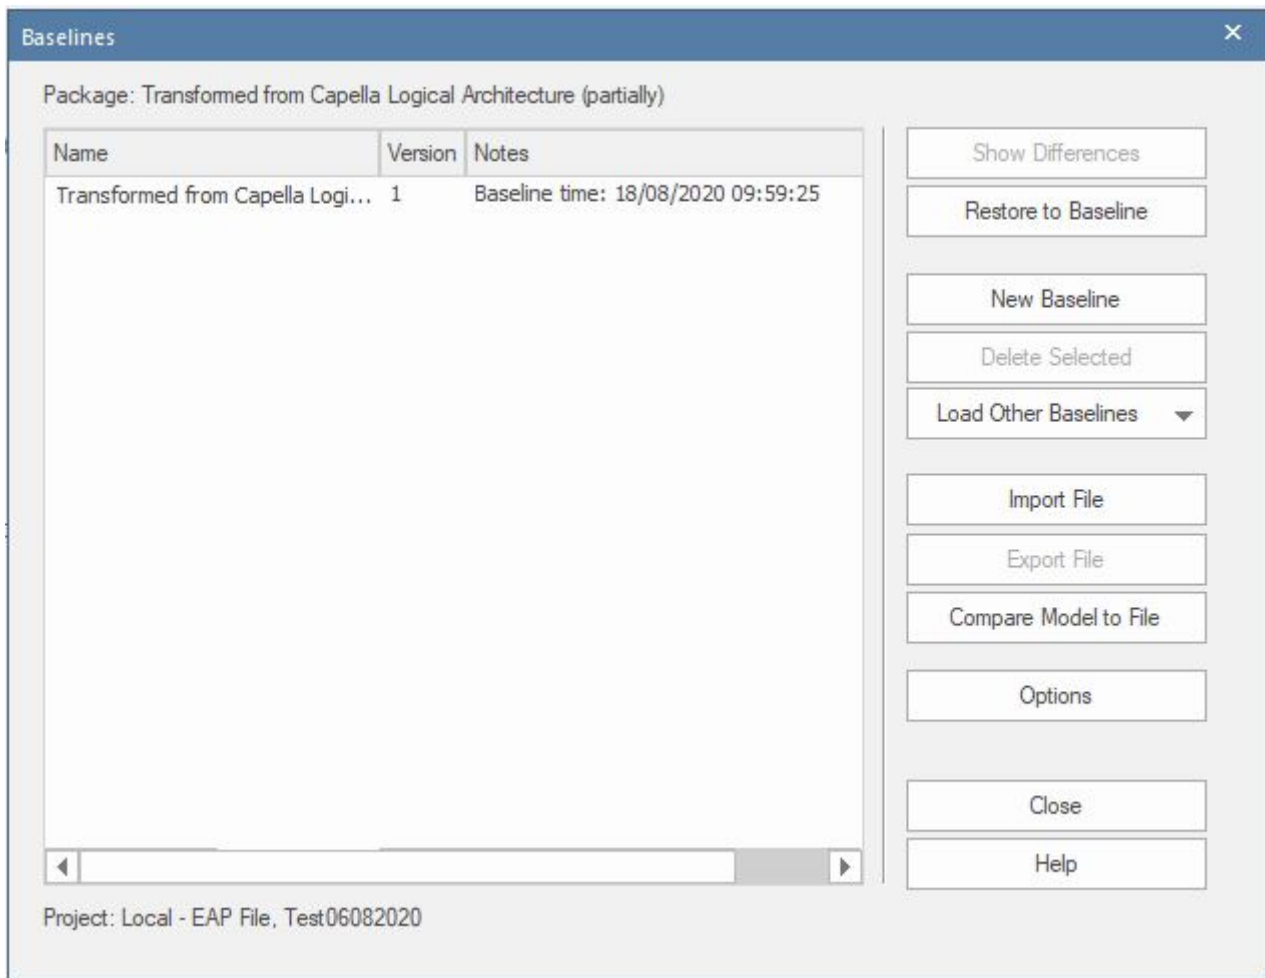 Baselines
Package: Transformed from Capella Logical Architecture (partially)
Name Version Notes
Transformed from Capella Logi... 1 Baseline time: 18/08/2020 09:59:25
Show Differences
Restore to Baseline
New Baseline
Delete Selected
Load Other Baselines
Import File
Export File
Compare Model to File
Options
Close
Help
Project: Local - EAP File, Test06082020